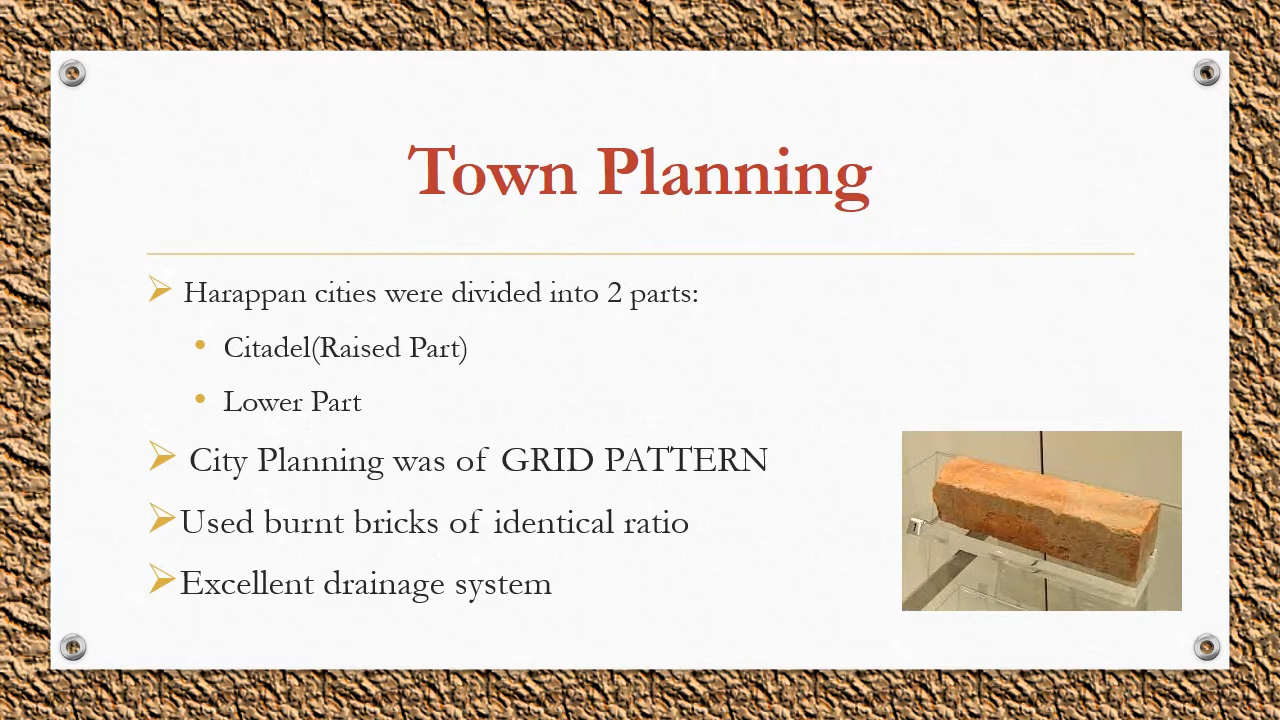 Town Planning
Harappan cities were divided into 2 parts:
Citadel(Raised Part)
Lower Part
City Planning was of GRID PATTERN
Used burnt bricks of identical ratio
Excellent drainage system